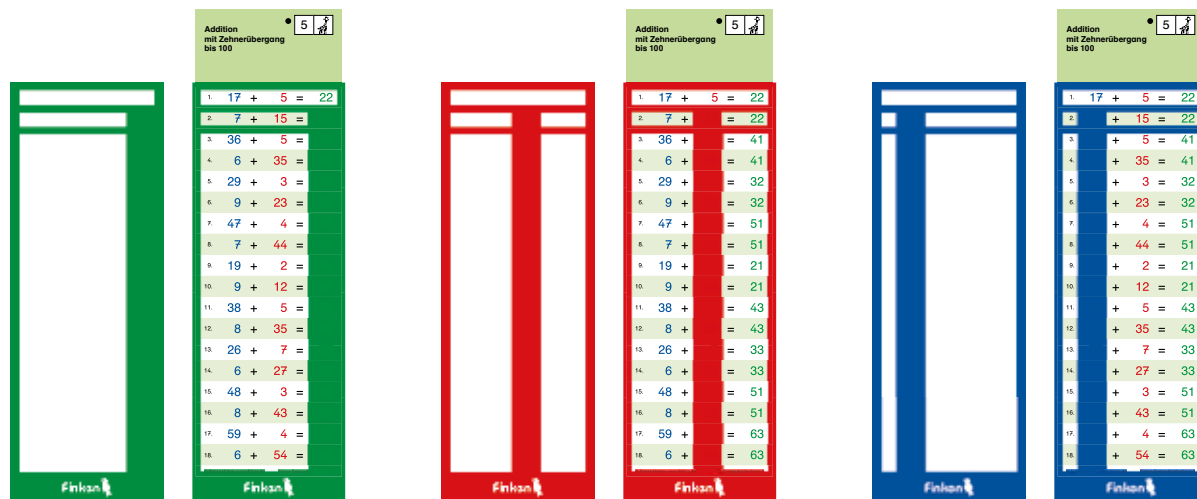 Finken
Addition
mit Zehnerübergang
bis 100
5
1. 17 + 5 = 22
2. 7 + 15 =
3. 36 + 5 =
4. 6 + 35 =
5. 29 + 3 =
6. 9 + 23 =
7. 47 + 4 =
8. 7 + 44 =
9. 19 + 2 =
10. 9 + 12 =
11. 38 + 5 =
12. 8 + 35 =
13. 26 + 7 =
14. 6 + 27 =
15. 48 + 3 =
16. 8 + 43 =
17. 59 + 4 =
18. 6 + 54 =
Finken
Finken
Addition
mit Zehnerübergang
bis 100
5
1. 17 + 5 = 22
2. 7 + = 22
3. 36 + = 41
4. 6 + = 41
5. 29 + = 32
6. 9 + = 32
7. 47 + = 51
8. 7 + = 51
9. 19 + = 21
10. 9 + = 21
11. 38 + = 43
12. 8 + = 43
13. 26 + = 33
14. 6 + = 33
15. 48 + = 51
16. 8 + = 51
17. 59 + = 63
18. 6 + = 63
Finken
Finken
Addition
mit Zehnerübergang
bis 100
5
1. 17 + 5 = 22
2. + 15 = 22
3. + 5 = 41
4. + 35 = 41
5. + 3 = 32
6. + 23 = 32
7. + 4 = 51
8. + 44 = 51
9. + 2 = 21
10. + 12 = 21
11. + 5 = 43
12. + 35 = 43
13. + 7 = 33
14. + 27 = 33
15. + 3 = 51
16. + 43 = 51
17. + 4 = 63
18. + 54 = 63
Finken